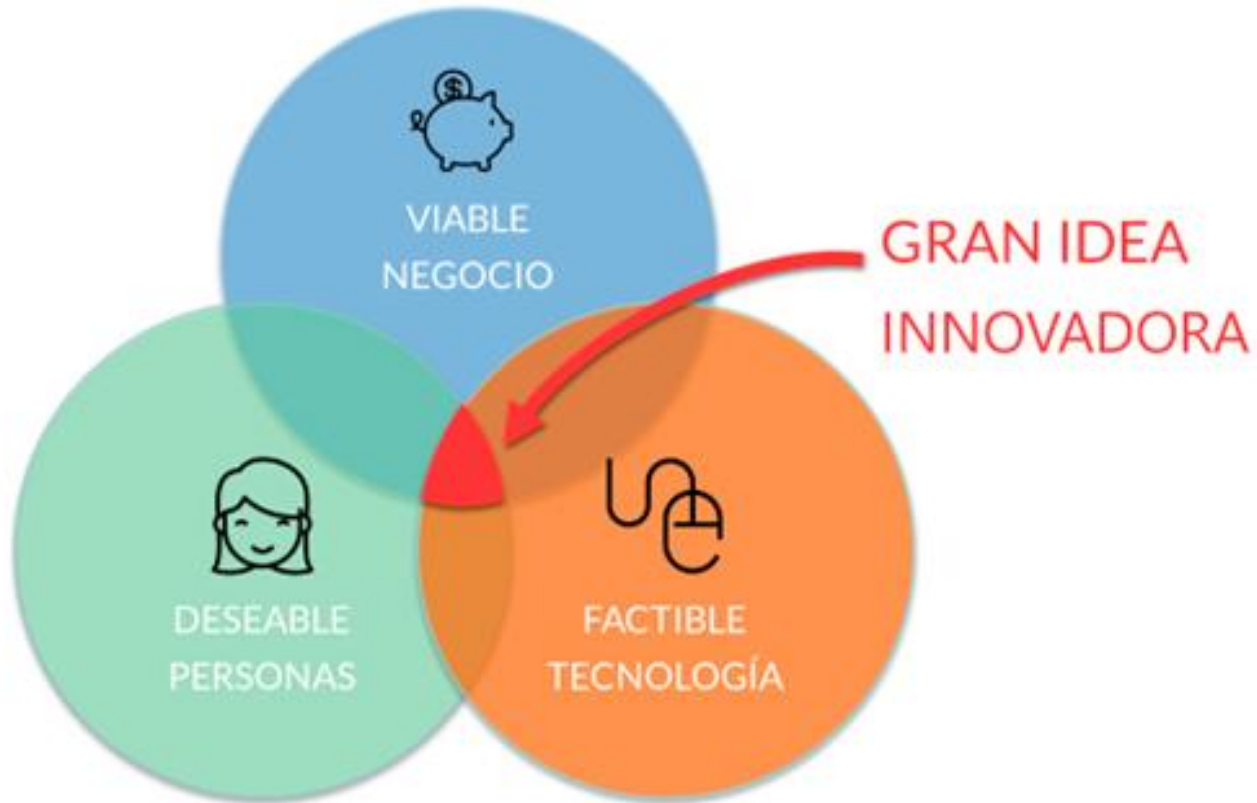 $
VIABLE
NEGOCIO
GRAN IDEA
INNOVADORA
DESEABLE
PERSONAS
FACTIBLE
TECNOLOGÍA